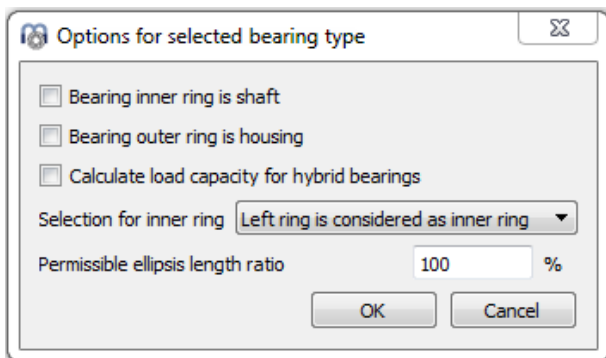 Options for selected bearing type
Bearing inner ring is shaft
Bearing outer ring is housing
Calculate load capacity for hybrid bearings
Selection for inner ring Left ring is considered as inner ring
Permissible ellipsis length ratio 100 %
OK Cancel